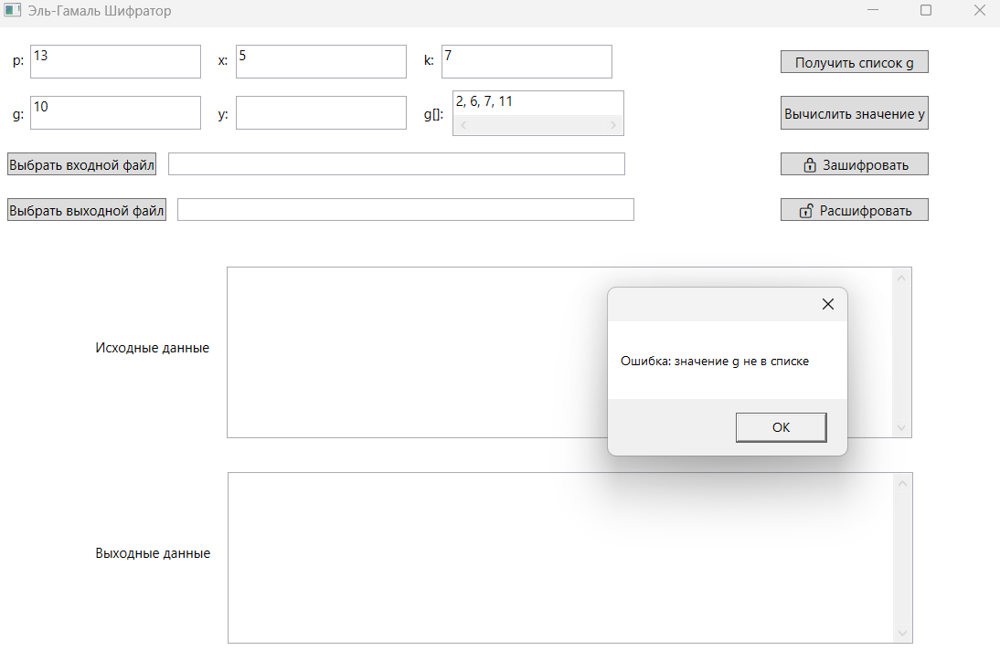 Эль-Гамаль Шифратор
p: 13 x: 5 k: 7 Получить список g
g: 10 y: g[]: 2, 6, 7, 11 Вычислить значение y
Выбрать входной файл Зашифровать
Выбрать выходной файл Расшифровать
Исходные данные
Ошибка: значение g не в списке
OK
Выходные данные